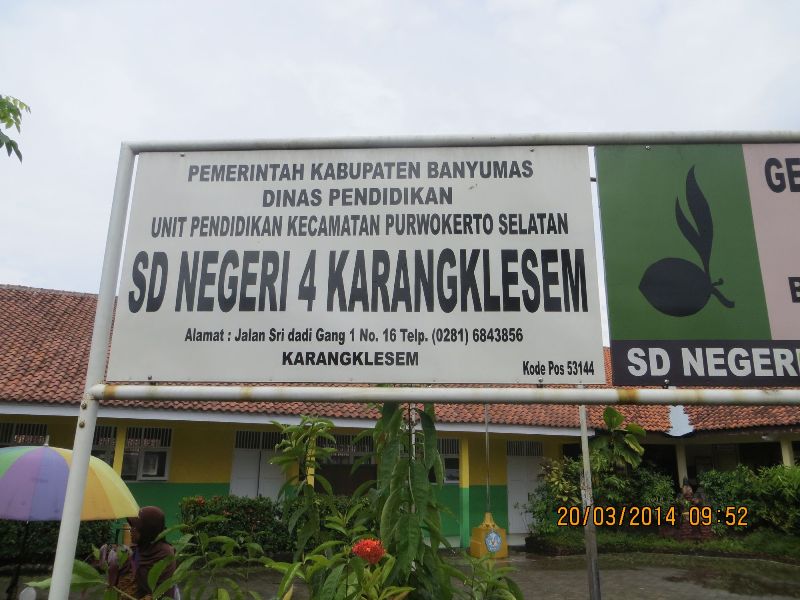 PEMERINTAH KABUPATEN BANYUMAS
DINAS PENDIDIKAN
UNIT PENDIDIKAN KECAMATAN PURWOKERTO SELATAN
SD NEGERI 4 KARANGKLESEM
Alamat : Jalan Sri dadi Gang 1 No. 16 Telp. (0281) 6843856
KARANGKLESEM
Kode Pos 53144
GE
B
SD NEGERI
20/03/2014 09:52